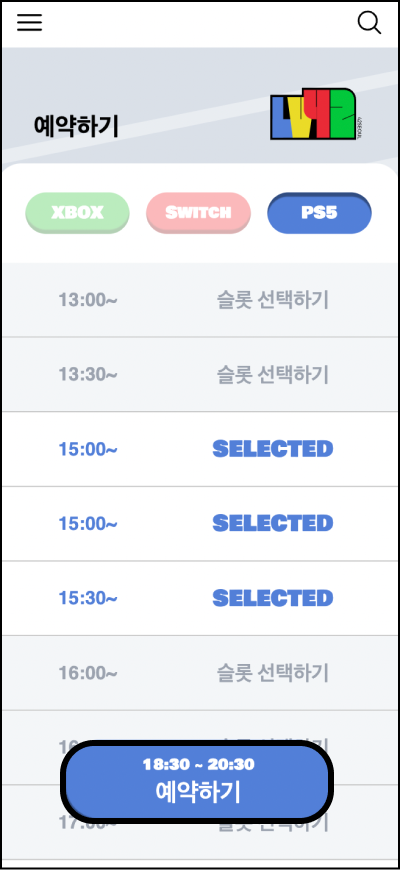 예약하기
XBOX SWITCH PS5
13:00~ 슬롯 선택하기
13:30~ 슬롯 선택하기
15:00~ SELECTED
15:00~ SELECTED
15:30~ SELECTED
16:00~ 슬롯 선택하기
18:30 ~ 20:30
예약하기